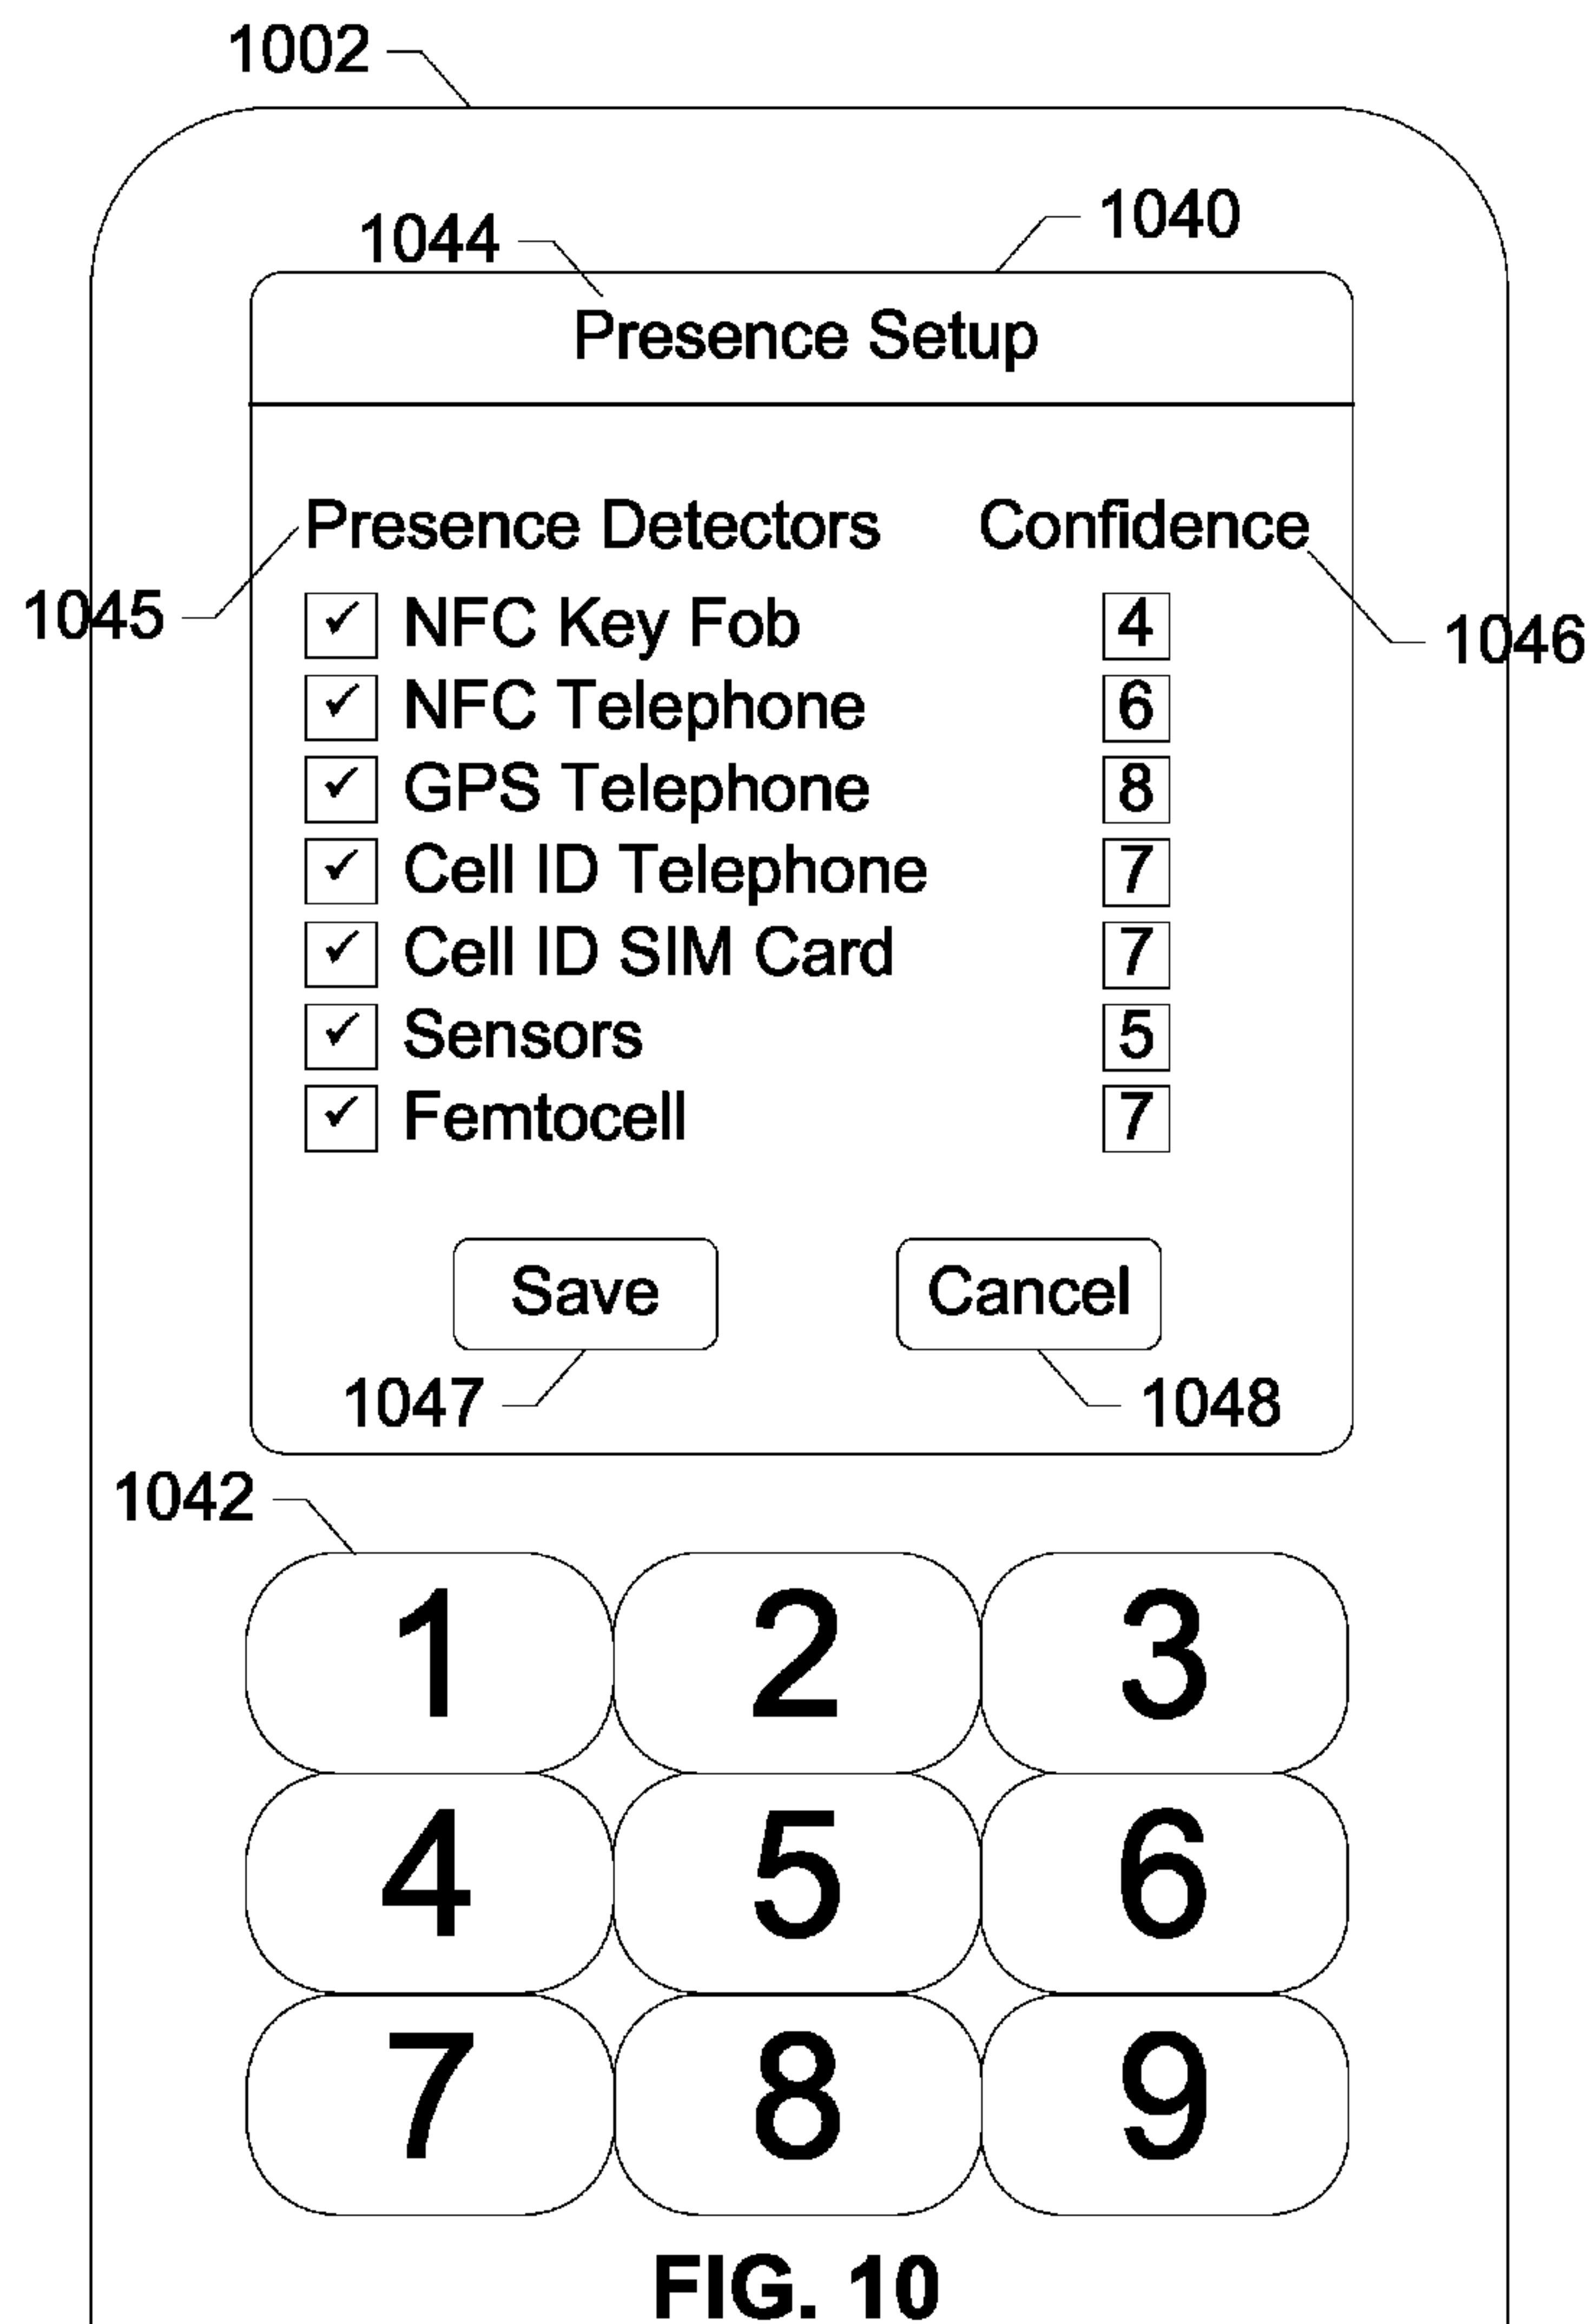 1002
1044
1040
Presence Setup
Presence Detectors Confidence
1045
1046
✓ NFC Key Fob 4
✓ NFC Telephone 6
✓ GPS Telephone 8
✓ Cell ID Telephone 7
✓ Cell ID SIM Card 7
✓ Sensors 5
✓ Femtocell 7
Save Cancel
1047 1048
1042
1 2 3
4 5 6
7 8 9
FIG. 10